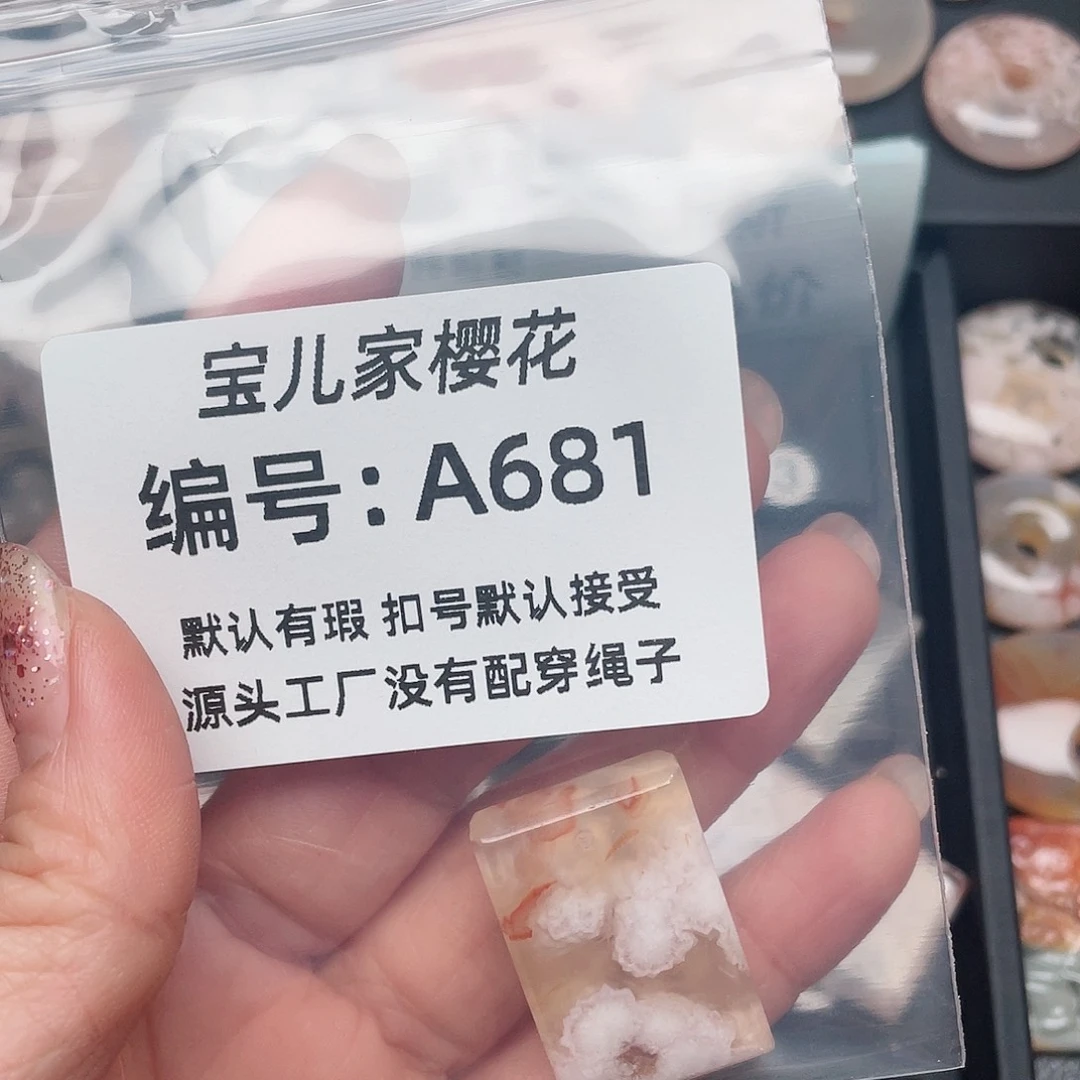 宝儿家樱花
编号：A681
默认有瑕 扣号默认接受
源头工厂没有配穿绳子